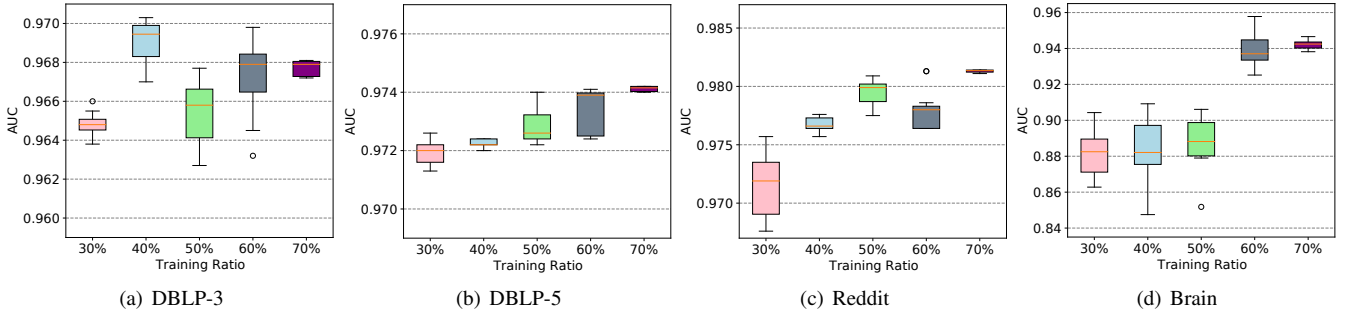 0.970
0.968
0.966
0.964
0.962
0.960
AUC
30% 40% 50% 60% 70%
Training Ratio
(a) DBLP-3
0.976
0.974
0.972
0.970
AUC
30% 40% 50% 60% 70%
Training Ratio
(b) DBLP-5
0.985
0.980
0.975
0.970
AUC
30% 40% 50% 60% 70%
Training Ratio
(c) Reddit
0.96
0.94
0.92
0.90
0.88
0.86
0.84
AUC
30% 40% 50% 60% 70%
Training Ratio
(d) Brain